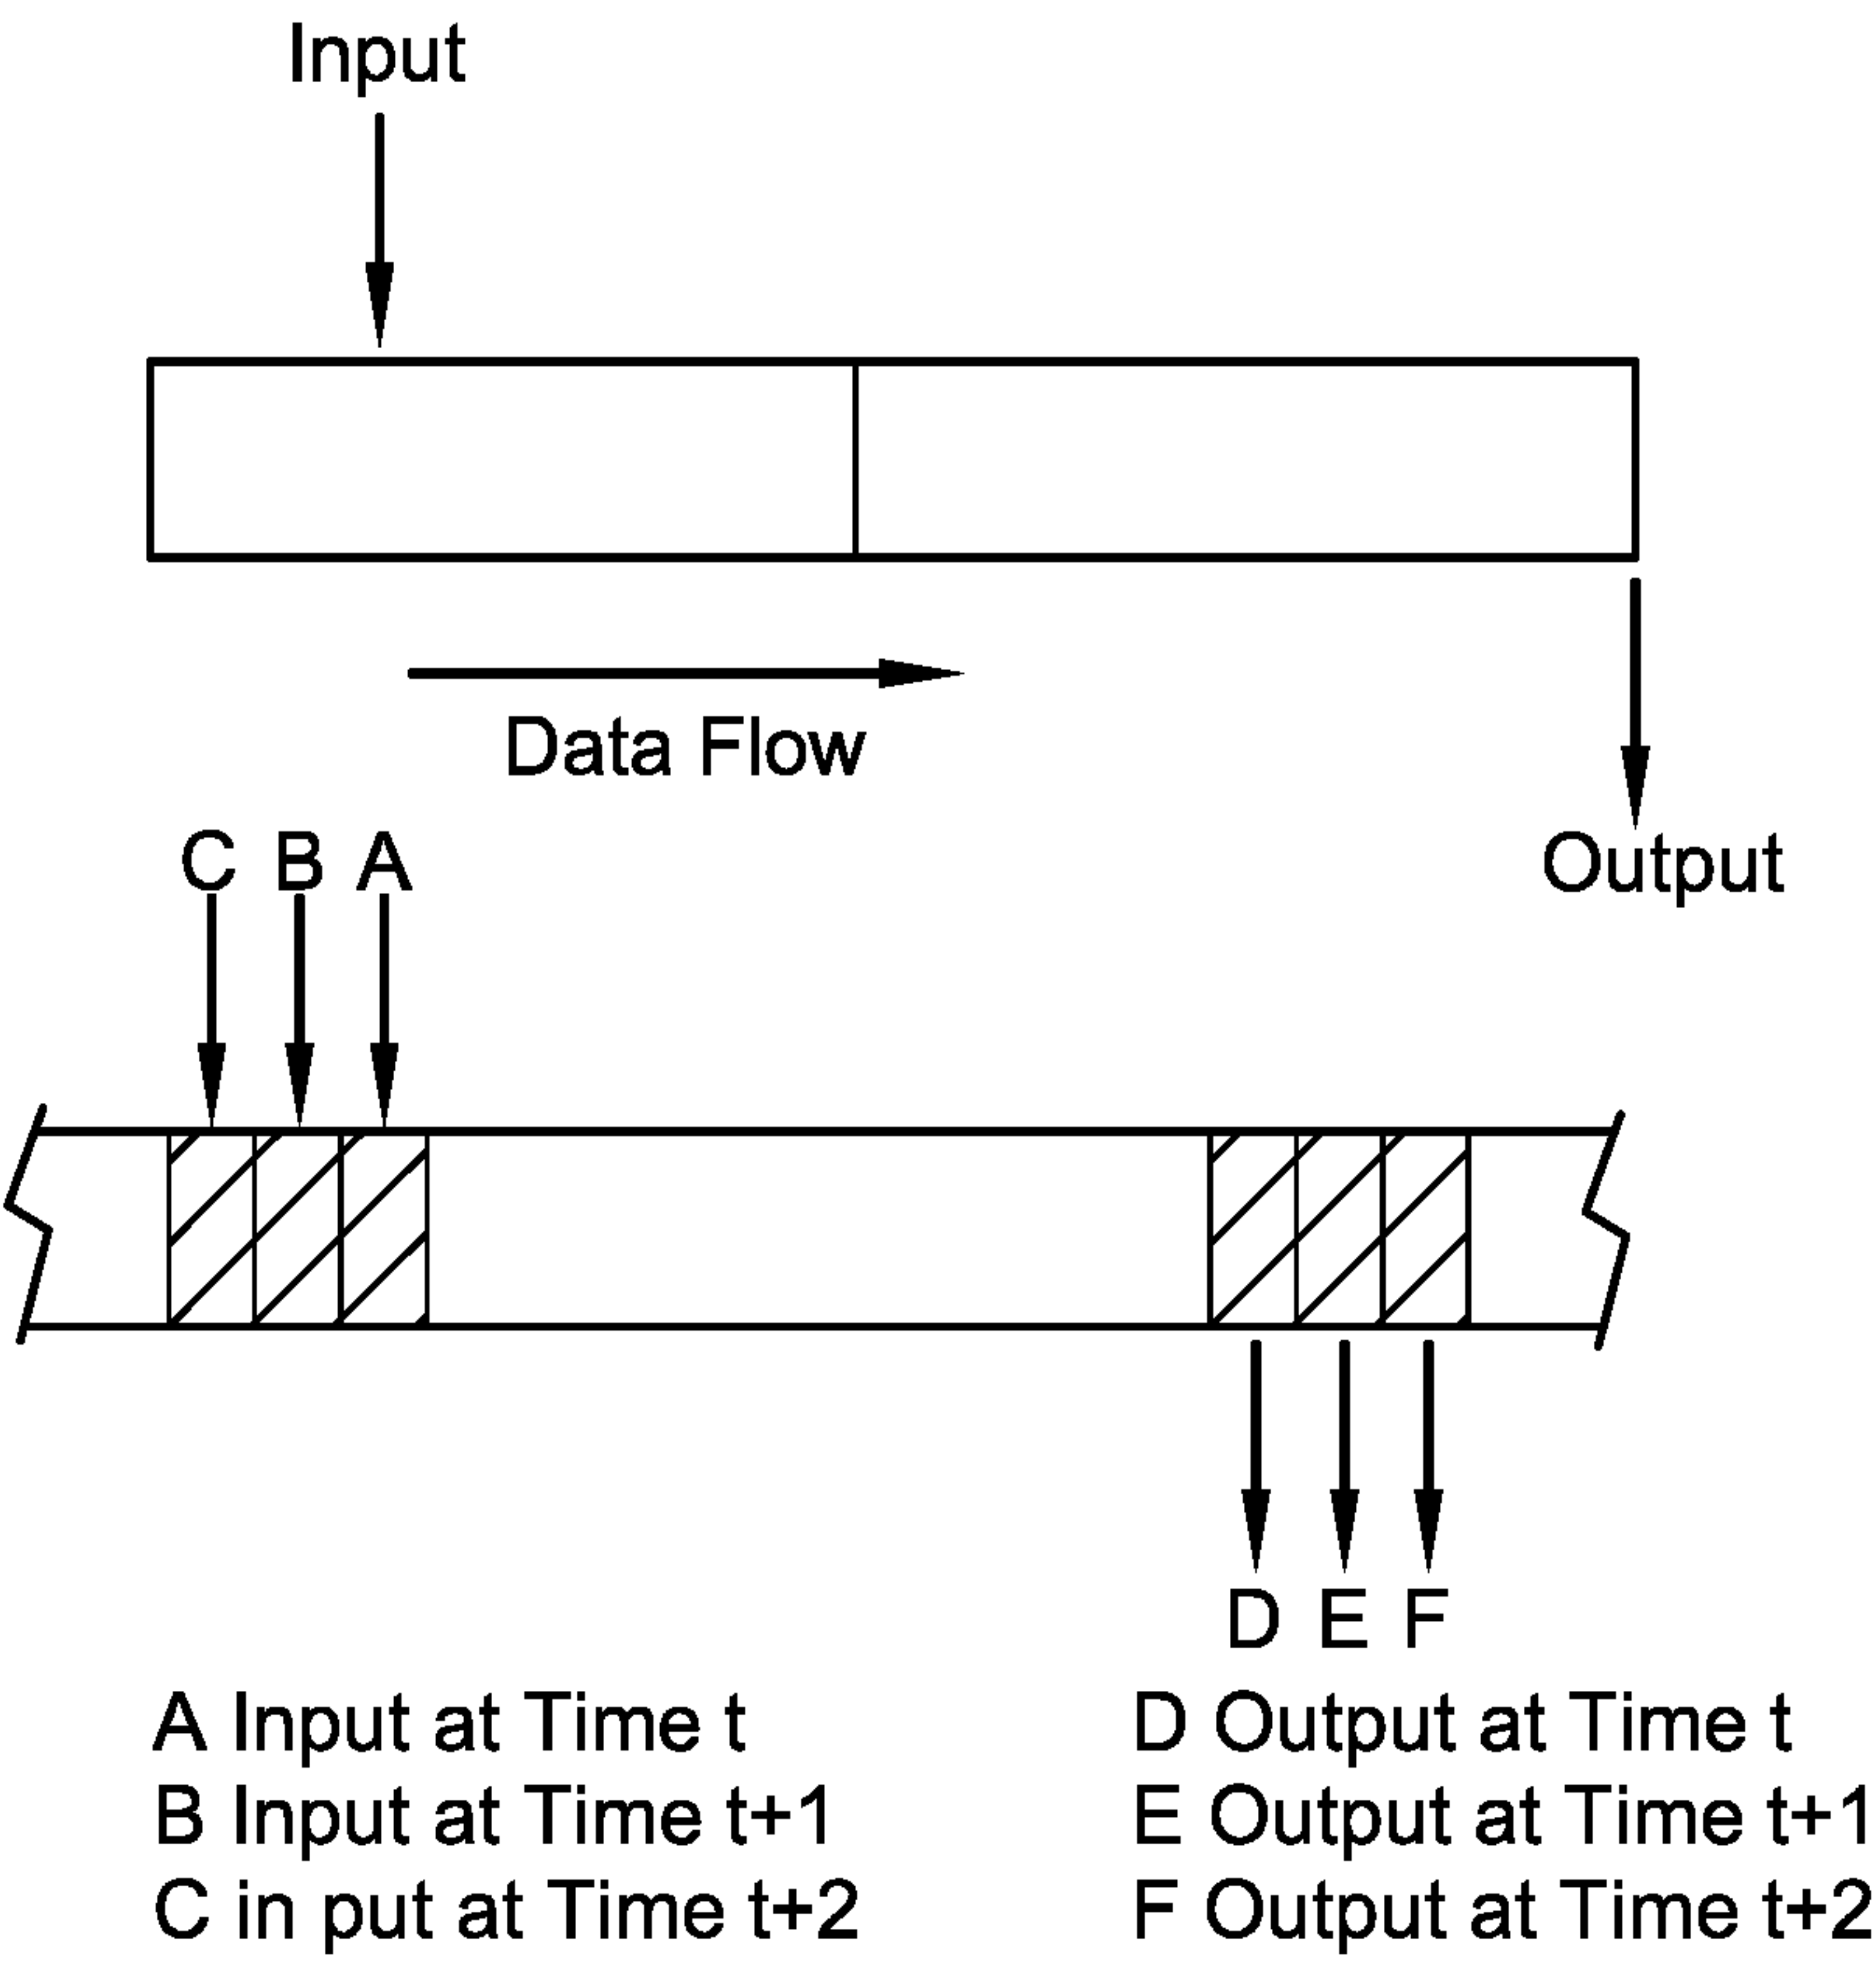 Input
Data Flow
C B A
Output
D E F
A Input at Time t
B Input at Time t+1
C in put at Time t+2
D Output at Time t
E Output at Time t+1
F Output at Time t+2